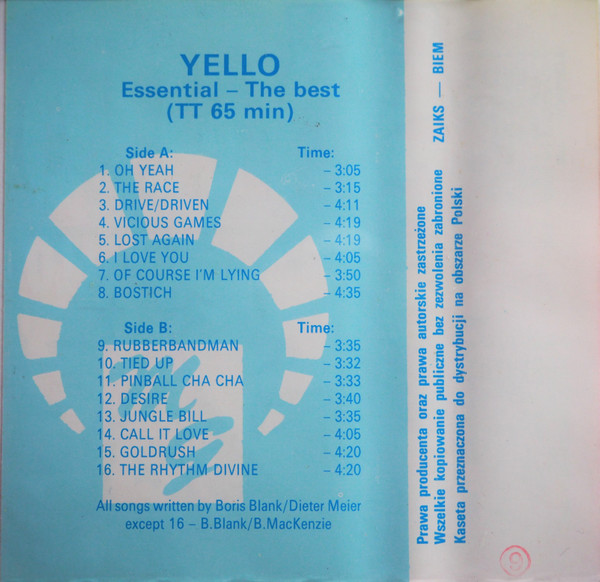 YELLO
Essential – The best
(TT 65 min)
Side A: Time:
1. OH YEAH – 3:05
2. THE RACE – 3:15
3. DRIVE/DRIVEN – 4:11
4. VICIOUS GAMES – 4:19
5. LOST AGAIN – 4:19
6. I LOVE YOU – 4:05
7. OF COURSE I'M LYING – 3:50
8. BOSTICH – 4:35
Side B: Time:
9. RUBBERBANDMAN – 3:35
10. TIED UP – 3:32
11. PINBALL CHA CHA – 3:33
12. DESIRE – 3:40
13. JUNGLE BILL – 3:35
14. CALL IT LOVE – 4:05
15. GOLDRUSH – 4:20
16. THE RHYTHM DIVINE – 4:20
All songs written by Boris Blank/Dieter Meier
except 16 – B.Blank/B.MacKenzie
Prawa producenta oraz prawa autorskie zastrzeżone
Wszelkie kopiowanie publiczne bez zezwolenia zabronione ZAIKS — BIEM
Kaseta przeznaczona do dystrybucji na obszarze Polski